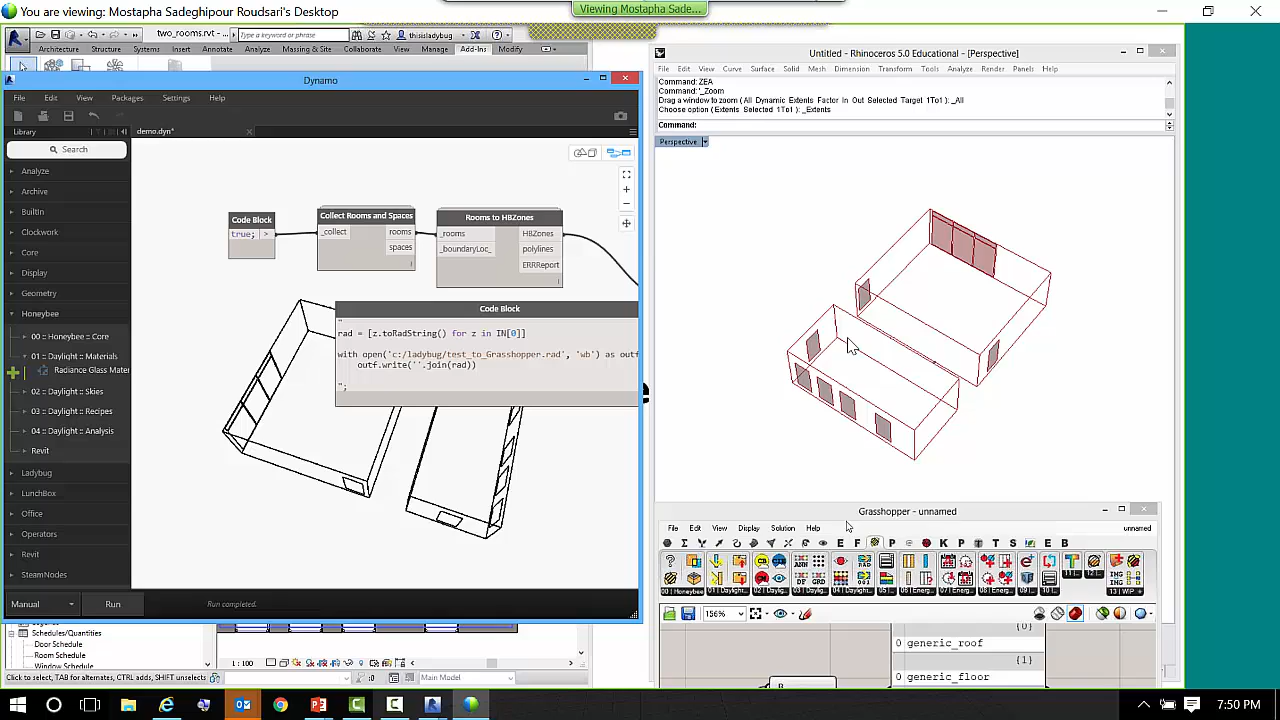 You are viewing Mostapha Sadeghipour Roudsari's Desktop
Viewing Mostapha Sade...
two_rooms.rvt - ...
Type a keyword or phrase
thisisladybug
Architecture Structure Systems Insert Annotate Analyze Massing & Site Collaborate View Manage Add-Ins Modify
Dynamo
File Edit View Packages Settings Help
Library
demo.dyn*
Search
Analyze
Archive
BuiltIn
Clockwork
Core
Display
Geometry
Honeybee
00 :: Honeybee :: Core
01 :: Daylight :: Materials
Radiance Glass Mater
02 :: Daylight :: Skies
03 :: Daylight :: Recipes
04 :: Daylight :: Analysis
Revit
Ladybug
LunchBox
Office
Operators
Revit
SteamNodes
Manual
Run
Run completed.
Code Block
true; >
Collect Rooms and Spaces
_collect rooms
spaces
Rooms to HBZones
_rooms HBZones
_boundaryLoc_ polylines
ERRReport
Code Block
"
rad = [z.toRadString() for z in IN[0]]
with open('c:/ladybug/test_to_Grasshopper.rad', 'wb') as outf
outf.write(''.join(rad))
";
Schedules/Quantities
Door Schedule
Room Schedule
Window Schedule
1 : 100
Click to select, TAB for alternates, CTRL adds, SHIFT unselects
:0
Main Model
Untitled - Rhinoceros 5.0 Educational - [Perspective]
File Edit View Curve Surface Solid Mesh Dimension Transform Tools Analyze Render Panels Help
Command: ZEA
Command: '_Zoom
Drag a window to zoom ( All Dynamic Extents Factor In Out Selected Target 1To1 ): _All
Choose option ( Extents Selected 1To1 ): _Extents
Command:
Perspective
Grasshopper - unnamed
File Edit View Display Solution Help
unnamed
156%
{0}
0 generic_roof
{1}
0 generic_floor
7:50 PM